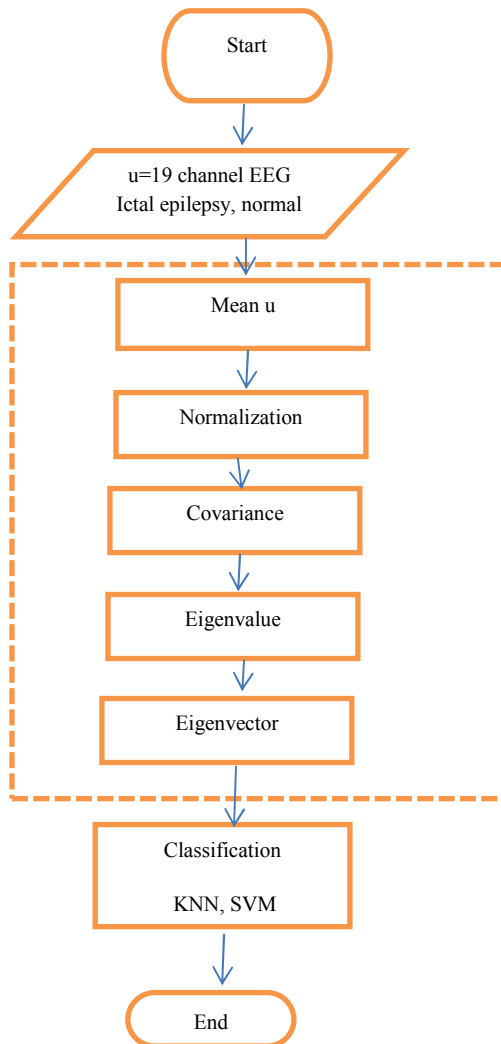 Start
u=19 channel EEG
Ictal epilepsy, normal
Mean u
Normalization
Covariance
Eigenvalue
Eigenvector
Classification
KNN, SVM
End